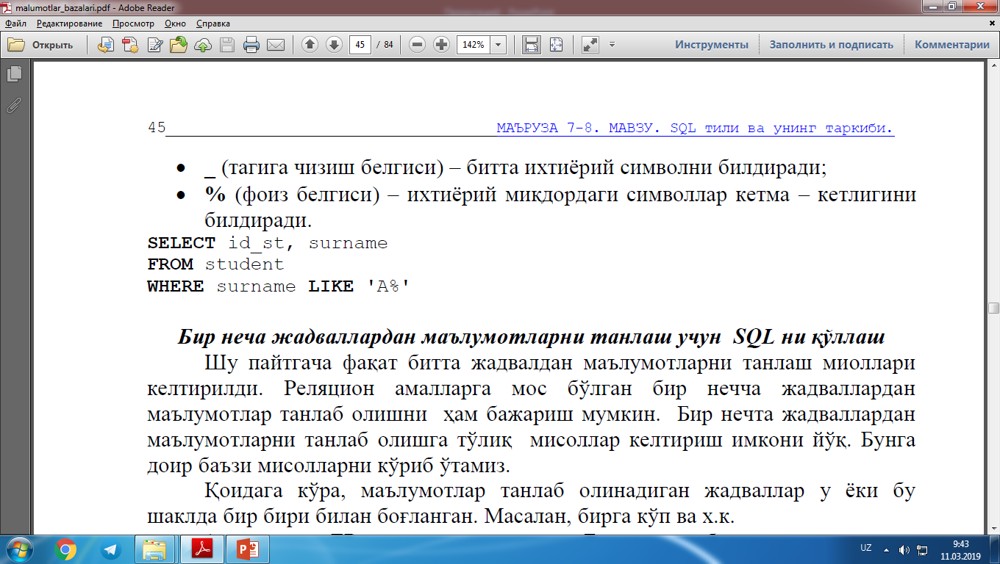 malumotlar_bazalari.pdf - Adobe Reader
Файл Редактирование Просмотр Окно Справка
Открыть 45 / 84 142% Инструменты Заполнить и подписать Комментарии
45 МАЪРУЗА 7-8. МАВЗУ. SQL тили ва унинг таркиби.
• _ (тагига чизиш белгиси) – битта ихтиёрий символни билдиради;
• % (фоиз белгиси) – ихтиёрий миқдордаги символлар кетма – кетлигини
билдиради.
SELECT id_st, surname
FROM student
WHERE surname LIKE 'A%'
Бир неча жадваллардан маълумотларни танлаш учун SQL ни қўллаш
Шу пайтгача фақат битта жадвалдан маълумотларни танлаш миоллари
келтирилди. Реляцион амалларга мос бўлган бир нечча жадваллардан
маълумотлар танлаб олишни ҳам бажариш мумкин. Бир нечта жадваллардан
маълумотларни танлаб олишга тўлиқ мисоллар келтириш имкони йўқ. Бунга
доир баъзи мисолларни кўриб ўтамиз.
Қоидага кўра, маълумотлар танлаб олинадиган жадваллар у ёки бу
шаклда бир бири билан боғланган. Масалан, бирга кўп ва х.к.
UZ 9:43
11.03.2019